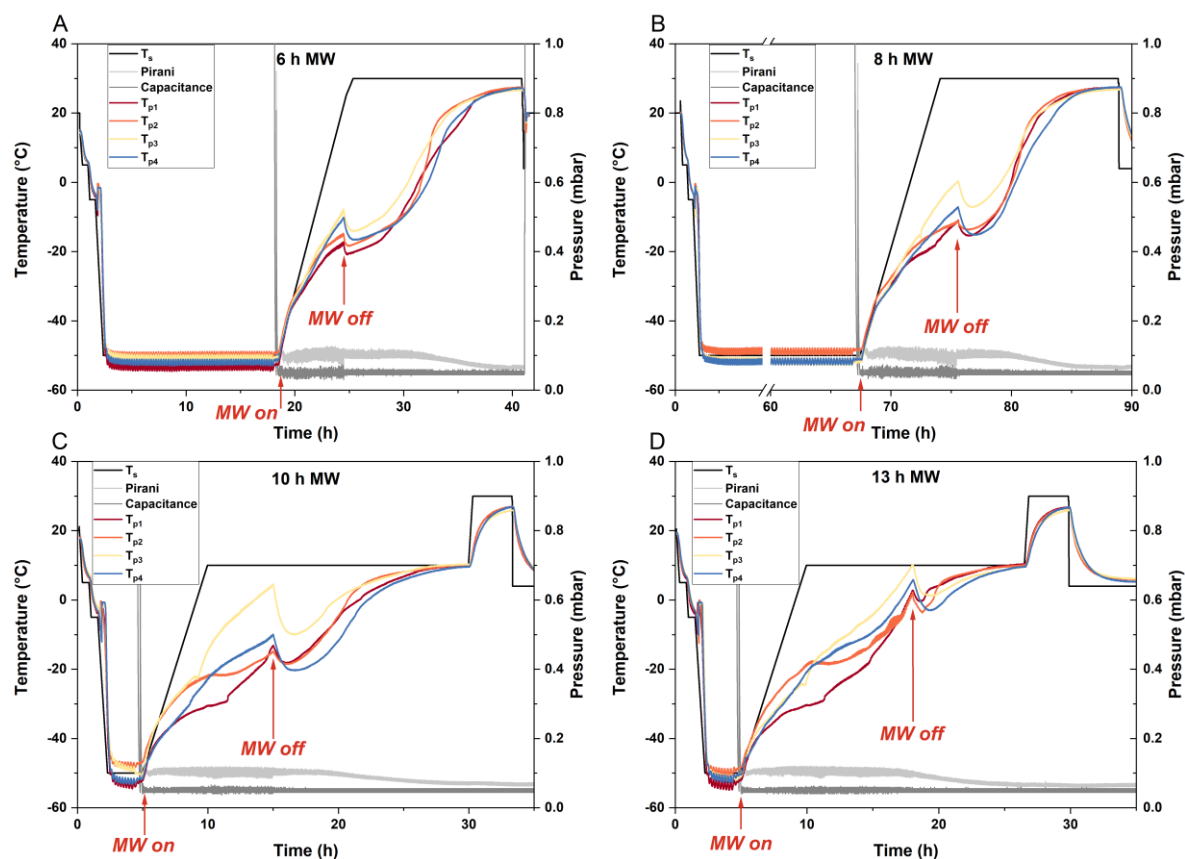 A
6 h MW
Ts
Pirani
Capacitance
Tp1
Tp2
Tp3
Tp4
40
20
0
-20
-40
-60
Temperature (°C)
1.0
0.8
0.6
0.4
0.2
0.0
Pressure (mbar)
MW off
MW on
0
10
20
30
40
Time (h)
B
8 h MW
Ts
Pirani
Capacitance
Tp1
Tp2
Tp3
Tp4
40
20
0
-20
-40
-60
Temperature (°C)
1.0
0.8
0.6
0.4
0.2
0.0
Pressure (mbar)
MW off
MW on
0
60
70
80
90
Time (h)
C
10 h MW
Ts
Pirani
Capacitance
Tp1
Tp2
Tp3
Tp4
40
20
0
-20
-40
-60
Temperature (°C)
1.0
0.8
0.6
0.4
0.2
0.0
Pressure (mbar)
MW off
MW on
0
10
20
30
Time (h)
D
13 h MW
Ts
Pirani
Capacitance
Tp1
Tp2
Tp3
Tp4
40
20
0
-20
-40
-60
Temperature (°C)
1.0
0.8
0.6
0.4
0.2
0.0
Pressure (mbar)
MW off
MW on
0
10
20
30
Time (h)